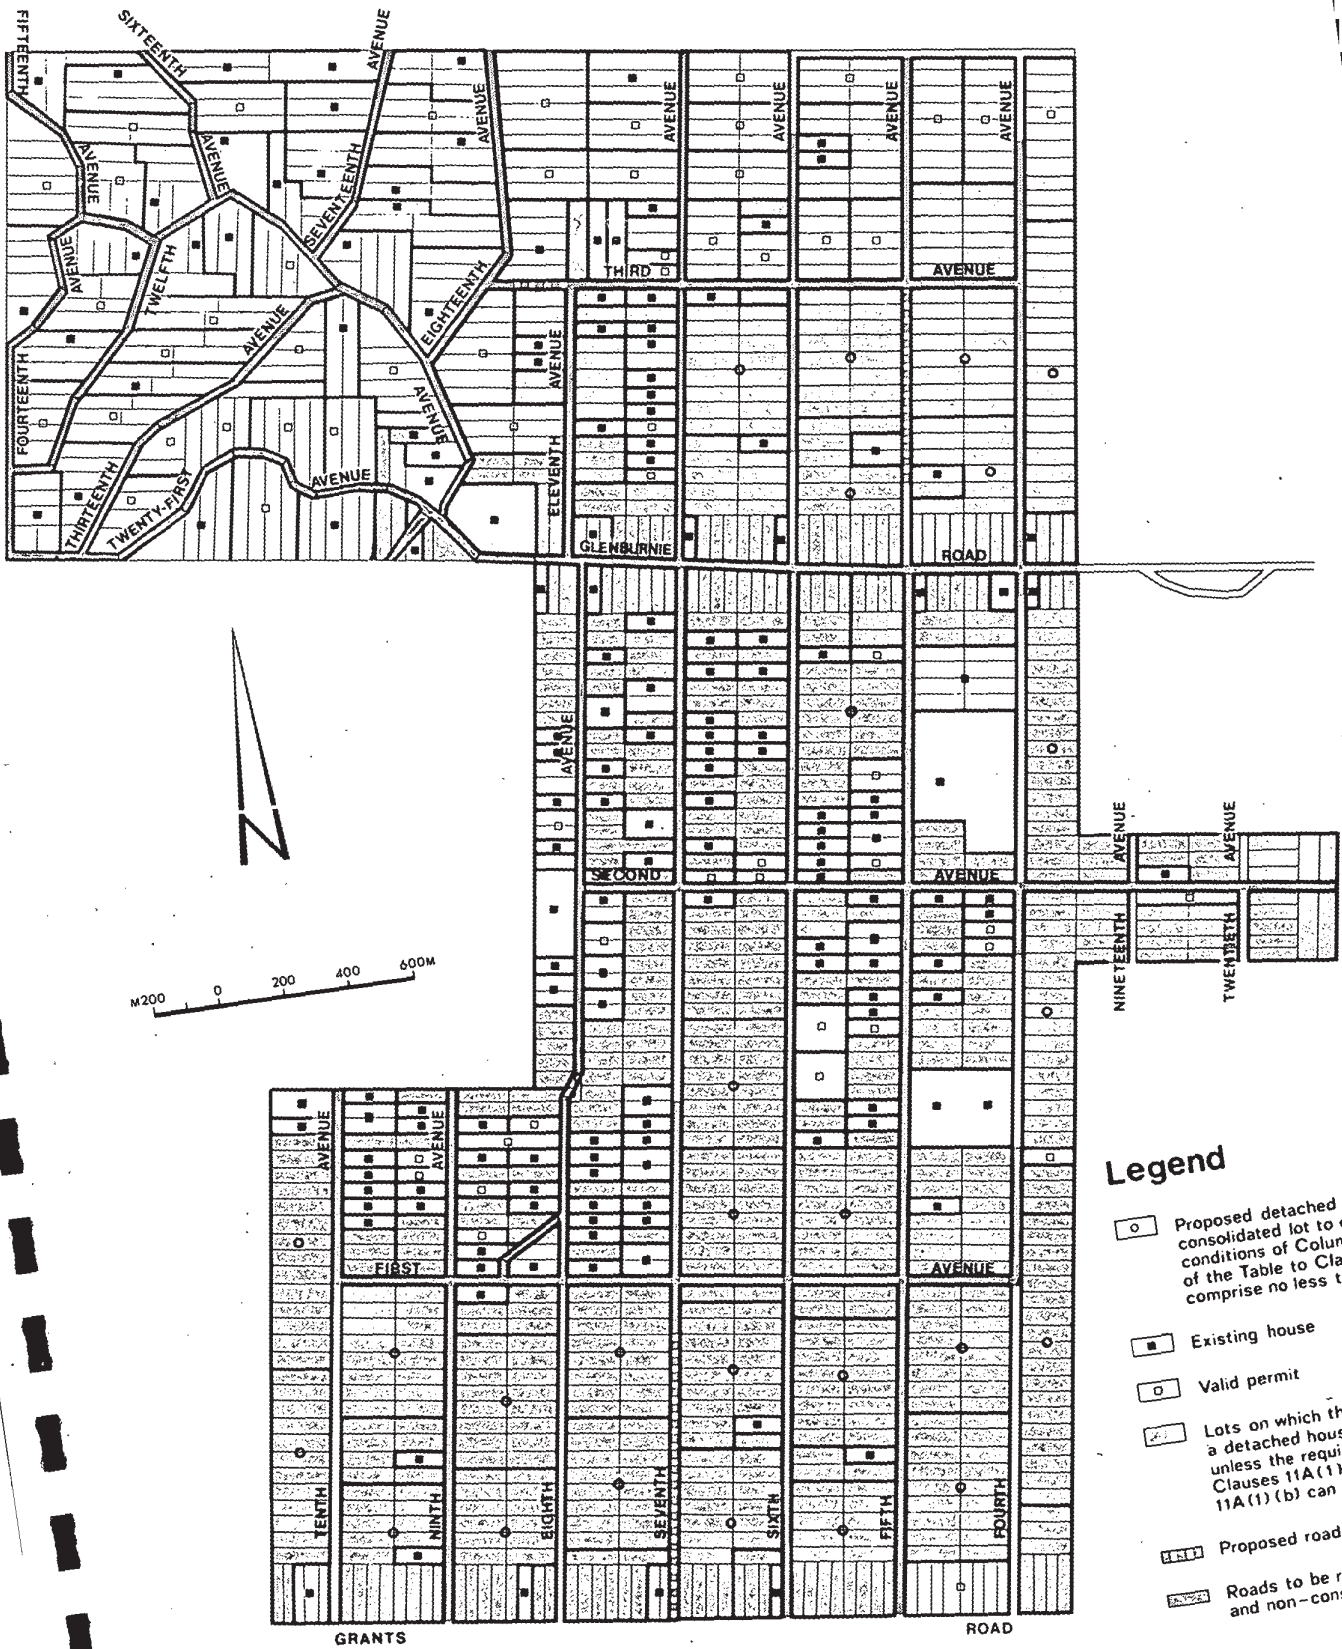 FIFTEENTH
SIXTEENTH
AVENUE
AVENUE
AVENUE
AVENUE
AVENUE
AVENUE
AVENUE
AVENUE
SEVENTEENTH
AVENUE
TWELFTH
EIGHTEENTH
THIRD
AVENUE
AVENUE
AVENUE
FOURTEENTH
AVENUE
ELEVENTH
THIRTEENTH
TWENTY-FIRST
AVENUE
GLENBURNIE
ROAD
AVENUE
N
AVENUE
AVENUE
SECOND
AVENUE
NINETEENTH
TWENTIETH
M200 0 200 400 600M
AVENUE
AVENUE
FIRST
AVENUE
TENTH
NINTH
EIGHTH
SEVENTH
SIXTH
FIFTH
FOURTH
GRANTS
ROAD
Legend
Proposed detached
consolidated lot to
conditions of Colum
of the Table to Cla
comprise no less t
Existing house
Valid permit
Lots on which th
a detached hous
unless the requi
Clauses 11A(1)
11A(1)(b) can
Proposed road
Roads to be r
and non-cons